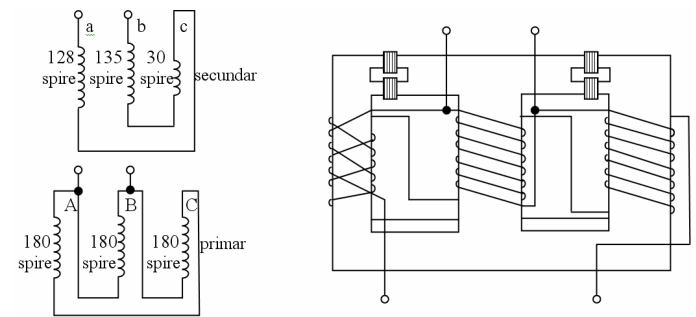 a b c
128 135 30
spire spire spire secundar
A B C
180 180 180 primar
spire spire spire